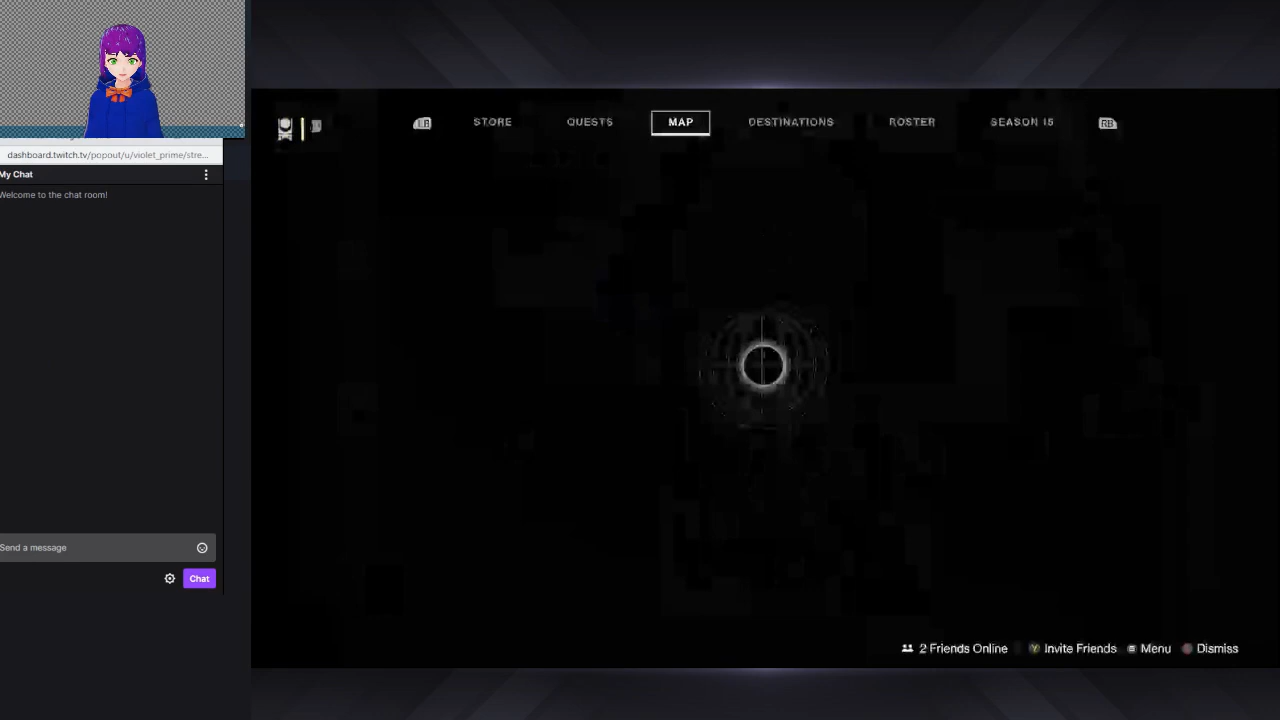 dashboard.twitch.tv/popout/u/violet_prime/stre...
My Chat
Welcome to the chat room!
Send a message
Chat
LB STORE QUESTS MAP DESTINATIONS ROSTER SEASON 15 RB
2 Friends Online Y Invite Friends Menu Dismiss